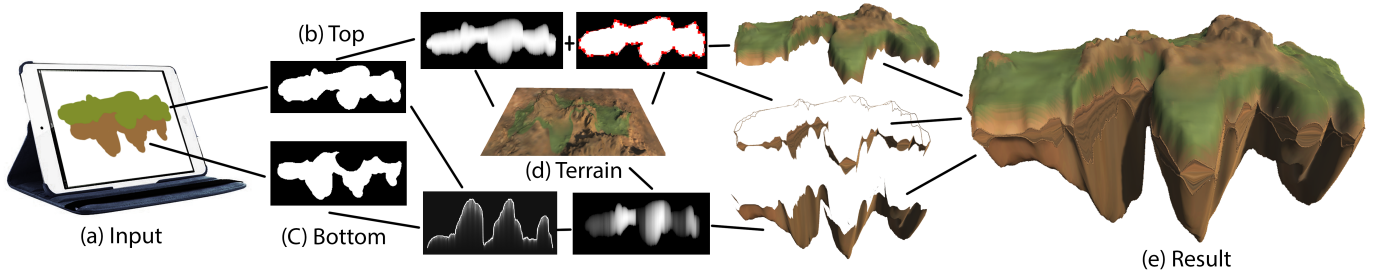 (a) Input
(b) Top
(C) Bottom
+
(d) Terrain
(e) Result